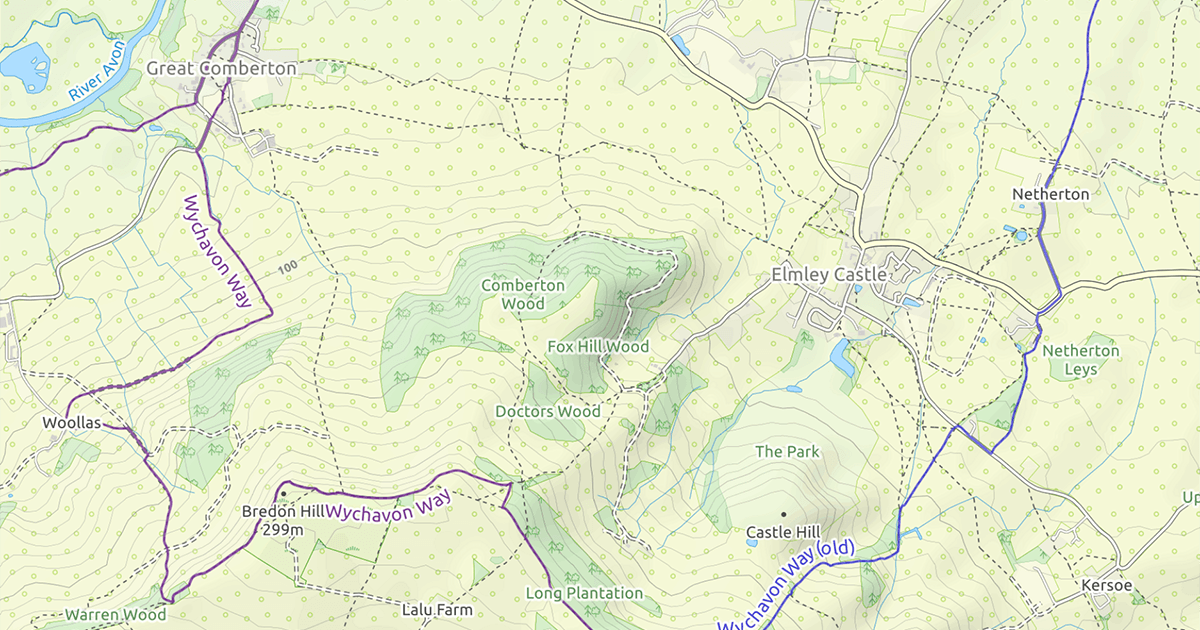 River Avon
Great Comberton
Netherton
Wychavon Way
100
Elmley Castle
Comberton
Wood
Fox Hill Wood
Netherton
Leys
Doctors Wood
Woollas
The Park
Bredon Hill
299m
Wychavon Way
Up
Castle Hill
Wychavon Way (old)
Kersoe
Long Plantation
Warren Wood
Lalu Farm